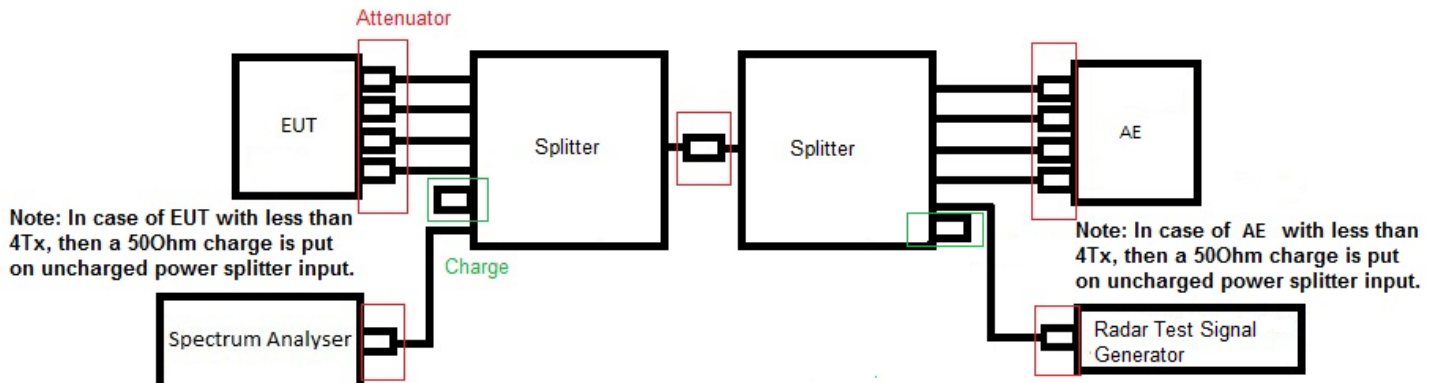 Attenuator
EUT
Splitter
Splitter
AE
Note: In case of EUT with less than
4Tx, then a 50Ohm charge is put
on uncharged power splitter input.
Charge
Note: In case of AE with less than
4Tx, then a 50Ohm charge is put
on uncharged power splitter input.
Spectrum Analyser
Radar Test Signal
Generator